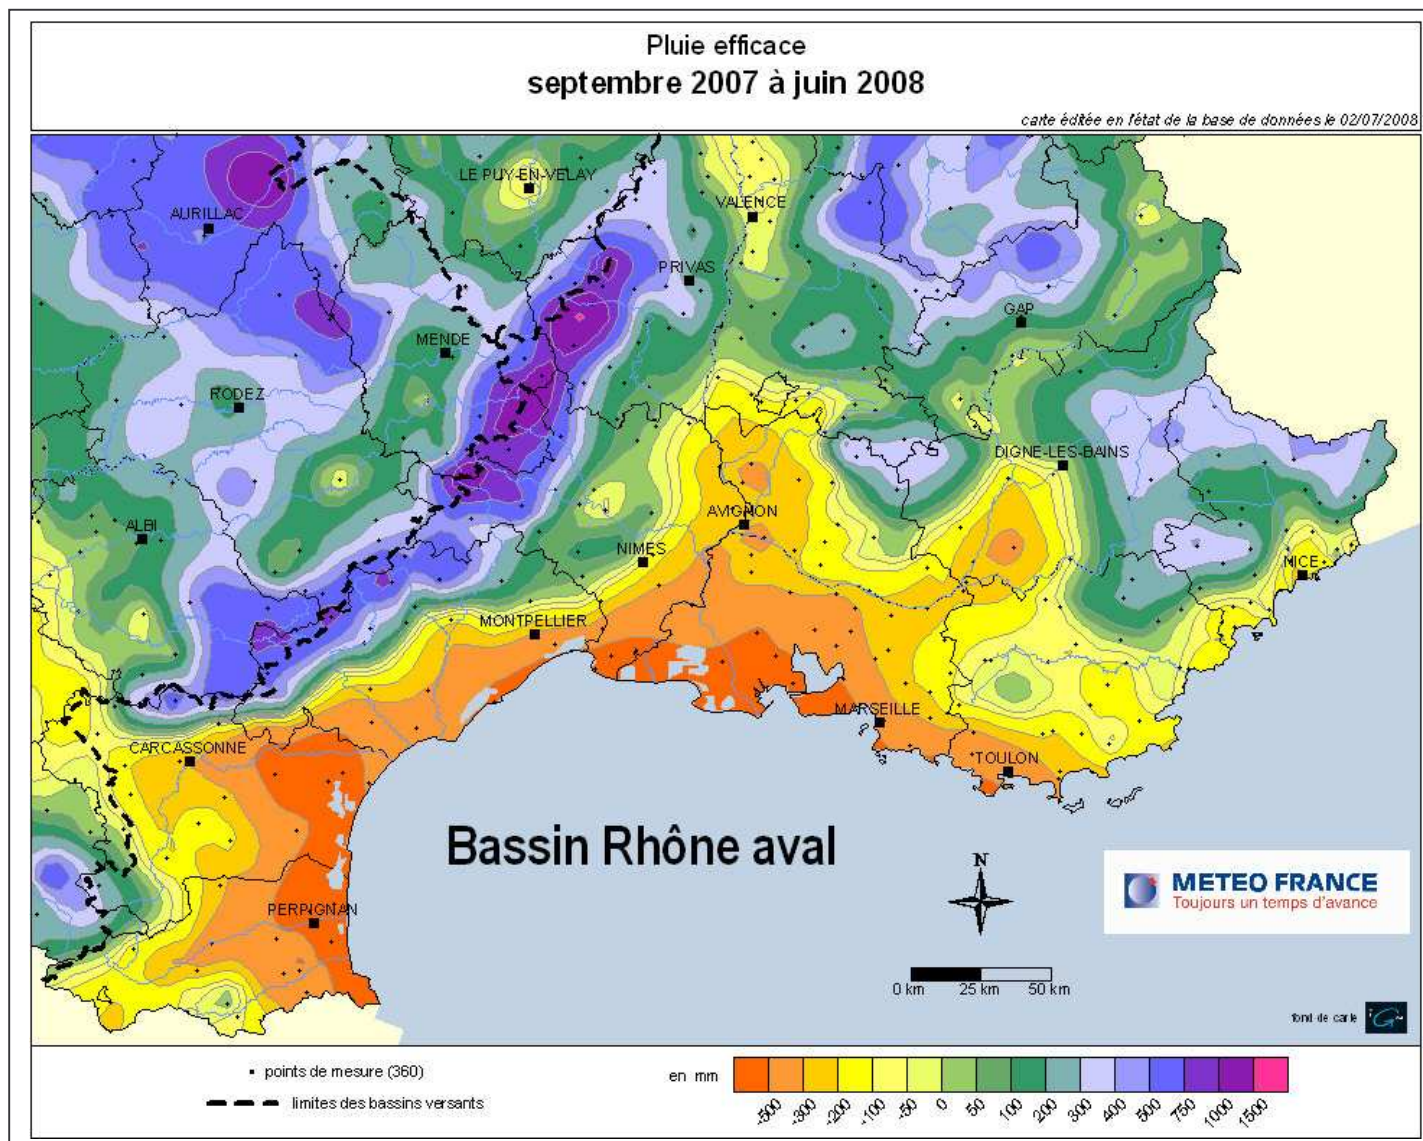 Pluie efficace
septembre 2007 à juin 2008
carte éditée en l'état de la base de données le 02/07/2008
LE PUY-EN-VELAY
VALENCE
AURILLAC
PRIVAS
GAP
MENDE
RODEZ
DIGNE-LES-BAINS
AVIGNON
ALBI
NIMES
NICE
MONTPELLIER
MARSEILLE
CARCASSONNE
TOULON
Bassin Rhône aval
N
METEO FRANCE
Toujours un temps d'avance
PERPIGNAN
0 km 25 km 50 km
fond de carte
points de mesure (360)
en mm
limites des bassins versants
-500 -300 -200 -100 -50 0 50 100 200 300 400 500 750 1000 1500